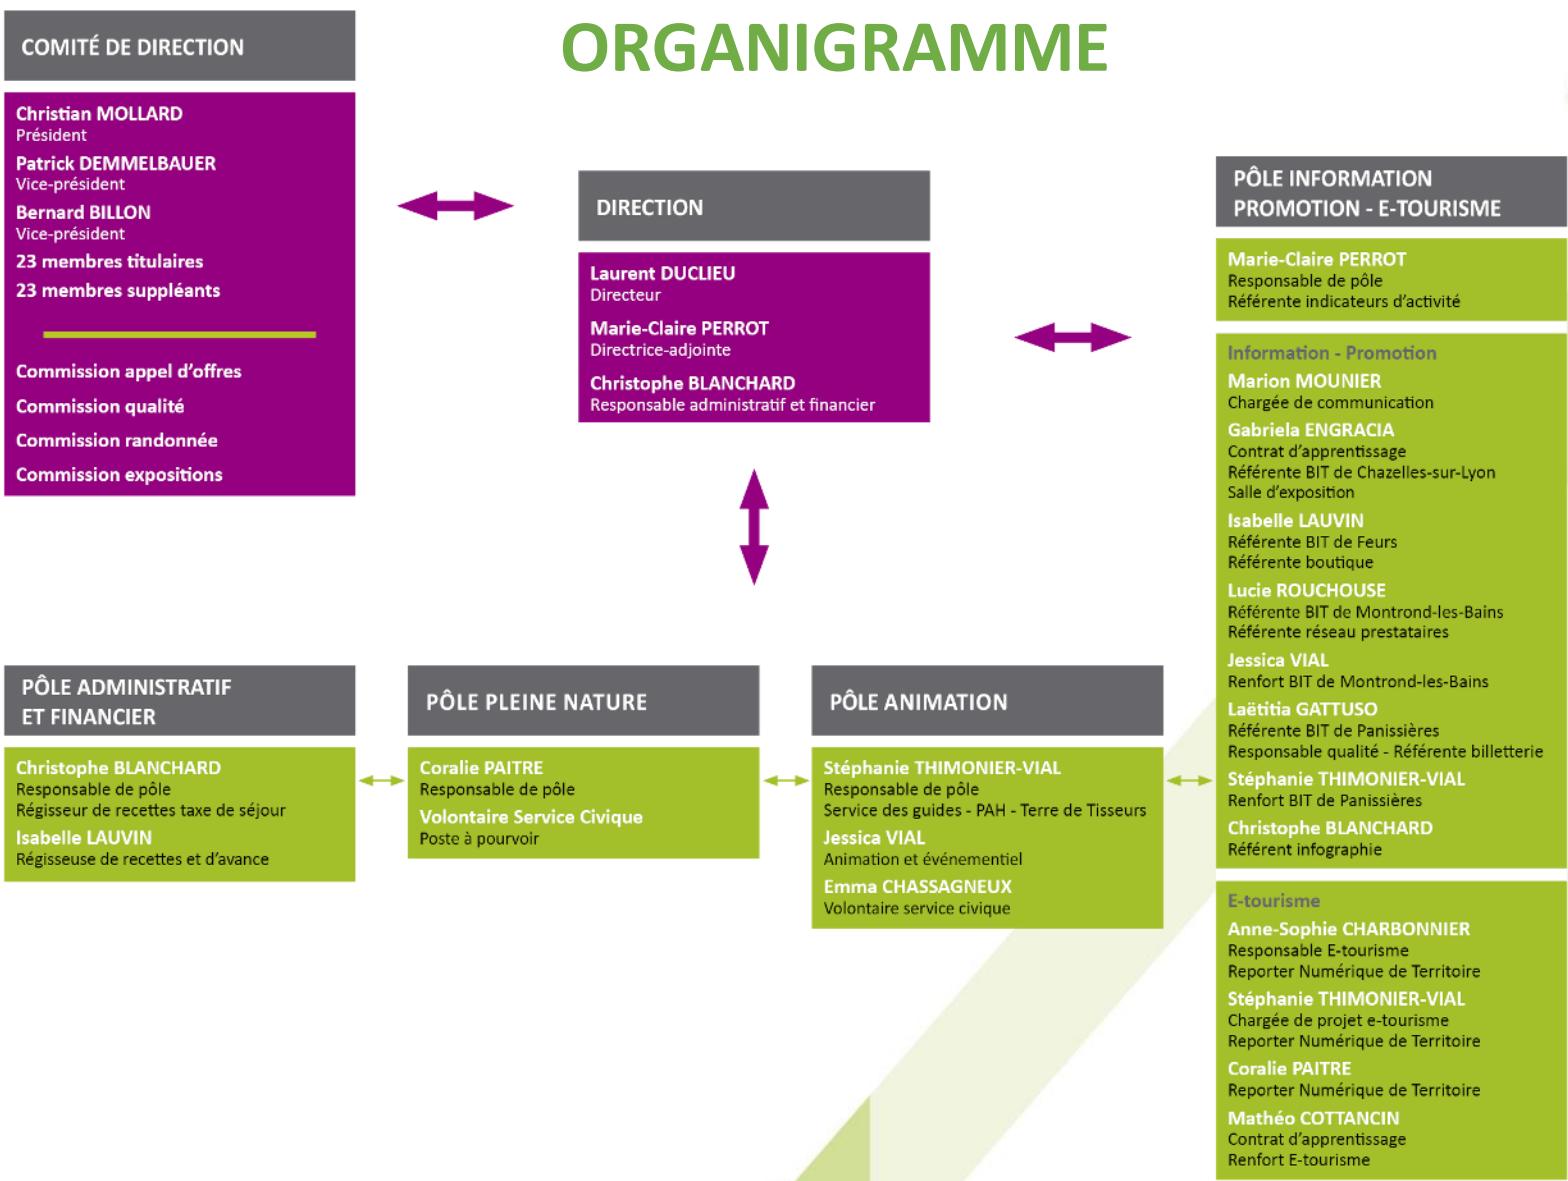 ORGANIGRAMME
COMITÉ DE DIRECTION
Christian MOLLARD
Président
Patrick DEMMELBAUER
Vice-président
Bernard BILLON
Vice-président
23 membres titulaires
23 membres suppléants
Commission appel d'offres
Commission qualité
Commission randonnée
Commission expositions
DIRECTION
Laurent DUCLIEU
Directeur
Marie-Claire PERROT
Directrice-adjointe
Christophe BLANCHARD
Responsable administratif et financier
PÔLE ADMINISTRATIF
ET FINANCIER
Christophe BLANCHARD
Responsable de pôle
Régisseur de recettes taxe de séjour
Isabelle LAUVIN
Régisseuse de recettes et d'avance
PÔLE PLEINE NATURE
Coralie PAITRE
Responsable de pôle
Volontaire Service Civique
Poste à pourvoir
PÔLE ANIMATION
Stéphanie THIMONIER-VIAL
Responsable de pôle
Service des guides - PAH - Terre de Tisseurs
Jessica VIAL
Animation et événementiel
Emma CHASSAGNEUX
Volontaire service civique
PÔLE INFORMATION
PROMOTION - E-TOURISME
Marie-Claire PERROT
Responsable de pôle
Référente indicateurs d'activité
Information - Promotion
Marion MOUNIER
Chargée de communication
Gabriela ENGRACIA
Contrat d'apprentissage
Référente BIT de Chazelles-sur-Lyon
Salle d'exposition
Isabelle LAUVIN
Référente BIT de Feurs
Référente boutique
Lucie ROUCHOUSE
Référente BIT de Montrond-les-Bains
Référente réseau prestataires
Jessica VIAL
Renfort BIT de Montrond-les-Bains
Laëtitia GATTUSO
Référente BIT de Panissières
Responsable qualité - Référente billetterie
Stéphanie THIMONIER-VIAL
Renfort BIT de Panissières
Christophe BLANCHARD
Référent infographie
E-tourisme
Anne-Sophie CHARBONNIER
Responsable E-tourisme
Reporter Numérique de Territoire
Stéphanie THIMONIER-VIAL
Chargée de projet e-tourisme
Reporter Numérique de Territoire
Coralie PAITRE
Reporter Numérique de Territoire
Mathéo COTTANCIN
Contrat d'apprentissage
Renfort E-tourisme